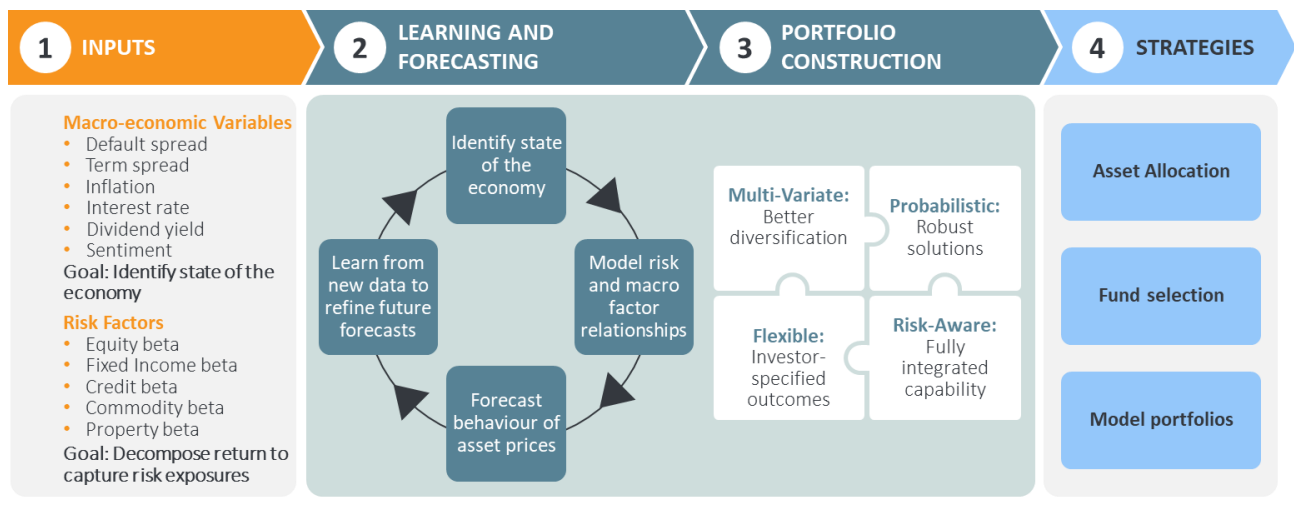 1 INPUTS
Macro-economic Variables
• Default spread
• Term spread
• Inflation
• Interest rate
• Dividend yield
• Sentiment
Goal: Identify state of the
economy
Risk Factors
• Equity beta
• Fixed Income beta
• Credit beta
• Commodity beta
• Property beta
Goal: Decompose return to
capture risk exposures
2 LEARNING AND
FORECASTING
Identify state
of the
economy
Model risk
and macro
factor
relationships
Forecast
behaviour of
asset prices
Learn from
new data to
refine future
forecasts
3 PORTFOLIO
CONSTRUCTION
Multi-Variate:
Better
diversification
Probabilistic:
Robust
solutions
Flexible:
Investor-
specified
outcomes
Risk-Aware:
Fully
integrated
capability
4 STRATEGIES
Asset Allocation
Fund selection
Model portfolios